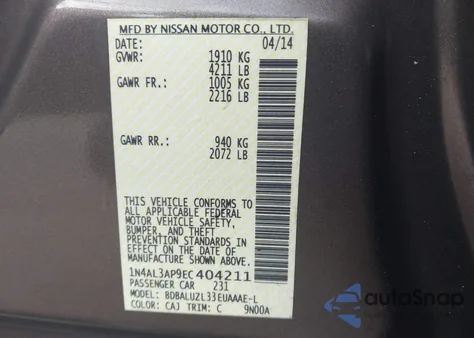 MFD BY NISSAN MOTOR CO., LTD.
DATE: 04/14
GVWR: 1910 KG
4211 LB
GAWR FR.: 1005 KG
2216 LB
GAWR RR.: 940 KG
2072 LB
THIS VEHICLE CONFORMS TO
ALL APPLICABLE FEDERAL
MOTOR VEHICLE SAFETY,
BUMPER, AND THEFT
PREVENTION STANDARDS IN
EFFECT ON THE DATE OF
MANUFACTURE SHOWN ABOVE.
1N4AL3AP9EC404211
PASSENGER CAR 231
MODEL: BDBALUZL33EUAAAE-L
COLOR: CAJ TRIM: C 9N00A
autoSnap